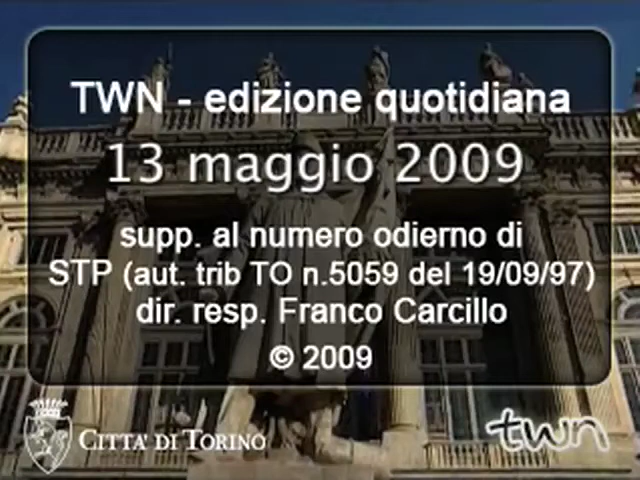 TWN - edizione quotidiana
13 maggio 2009
supp. al numero odierno di
STP (aut. trib TO n.5059 del 19/09/97)
dir. resp. Franco Carcillo
© 2009
CITTA' DI TORINO
twn